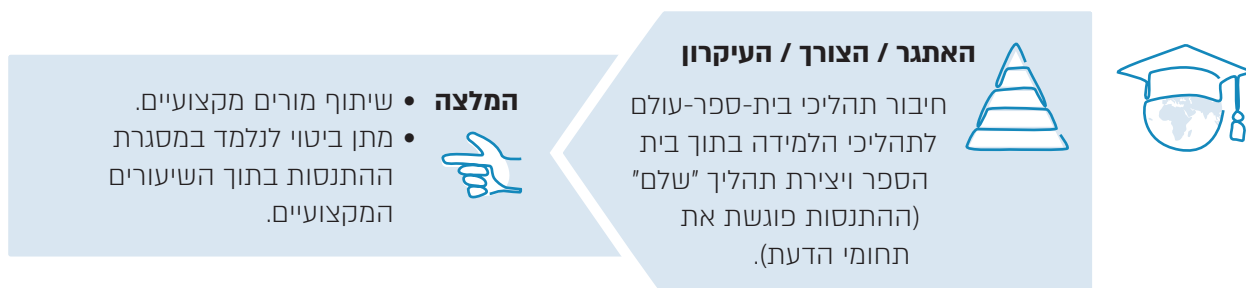 האתגר / הצורך / העיקרון
חיבור תהליכי בית-ספר-עולם
לתהליכי הלמידה בתוך בית
הספר ויצירת תהליך "שלם"
(ההתנסות פוגשת את
תחומי הדעת).
המלצה
• שיתוף מורים מקצועיים.
• מתן ביטוי לנלמד במסגרת
ההתנסות בתוך השיעורים
המקצועיים.